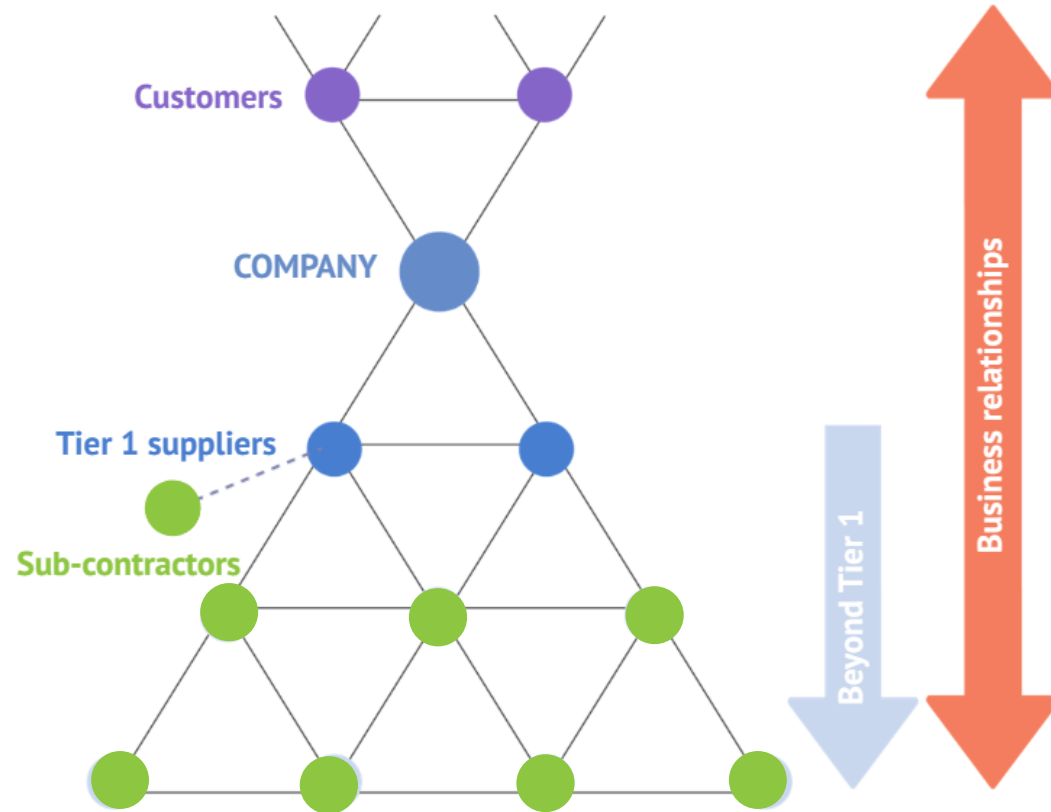 Customers
COMPANY
Tier 1 suppliers
Sub-contractors
Beyond Tier 1
Business relationships